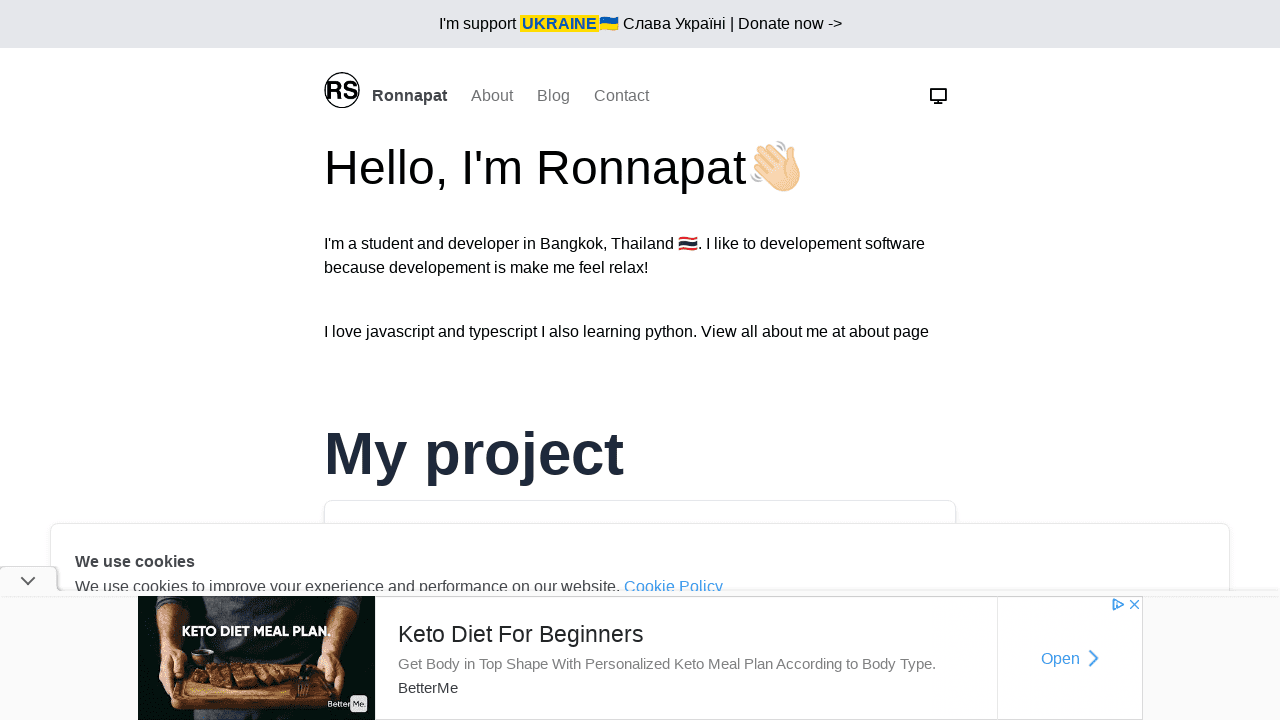 I'm support UKRAINE🇺🇦 Слава Україні | Donate now ->
RS Ronnapat About Blog Contact
Hello, I'm Ronnapat👋🏻
I'm a student and developer in Bangkok, Thailand 🇹🇭. I like to developement software
because developement is make me feel relax!
I love javascript and typescript I also learning python. View all about me at about page
My project
We use cookies
We use cookies to improve your experience and performance on our website. Cookie Policy
KETO DIET MEAL PLAN.
BetterMe.
Keto Diet For Beginners
Get Body in Top Shape With Personalized Keto Meal Plan According to Body Type.
BetterMe
Open